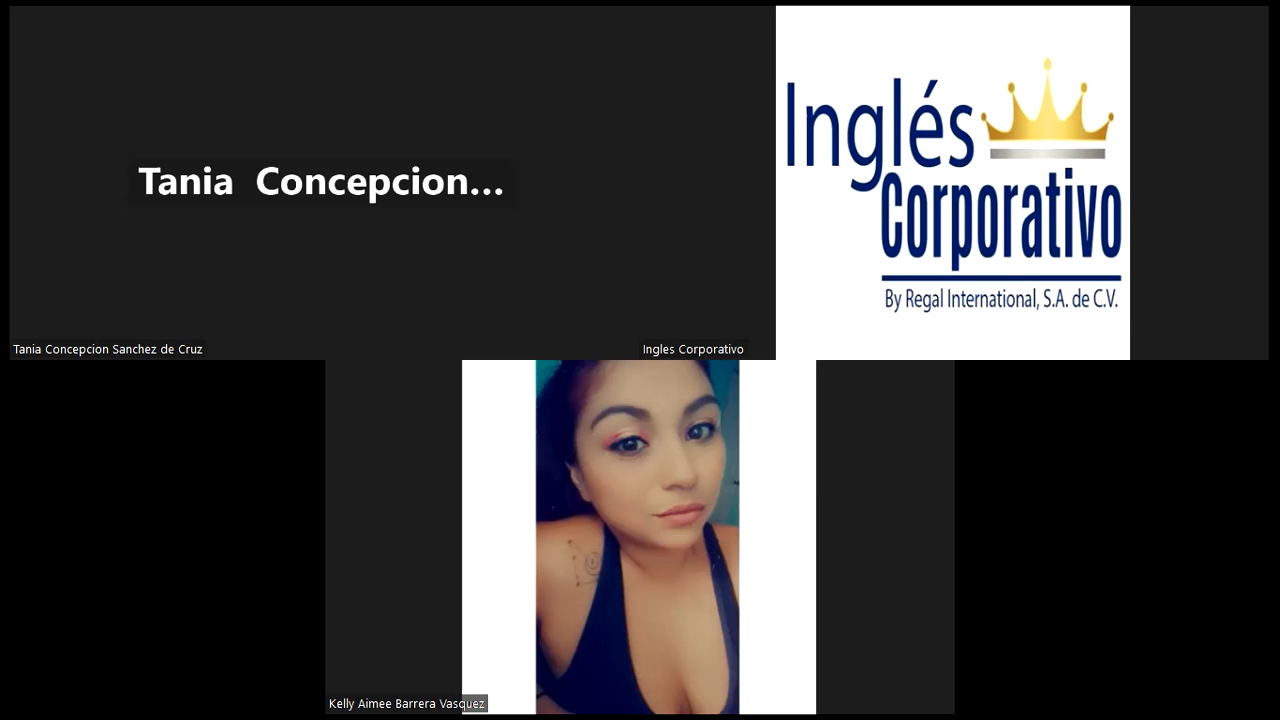 Tania Concepcion...
Tania Concepcion Sanchez de Cruz
Inglés
Corporativo
By Regal International, S.A. de C.V.
Ingles Corporativo
Kelly Aimee Barrera Vasquez